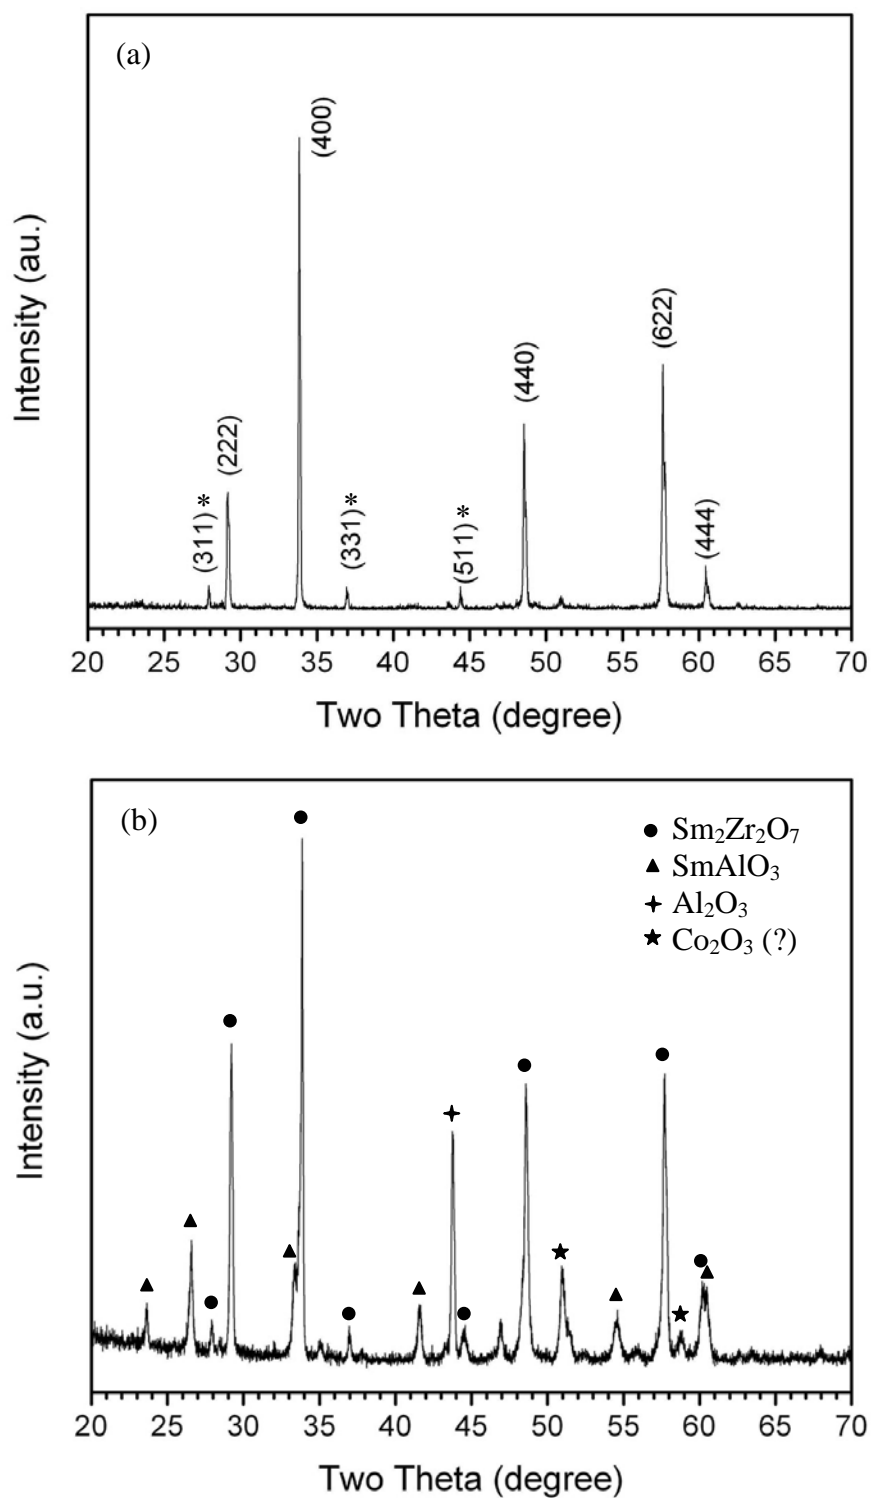 (a)
Intensity (au.)
(311)*
(222)
(400)
(331)*
(511)*
(440)
(622)
(444)
20 25 30 35 40 45 50 55 60 65 70
Two Theta (degree)
(b)
Sm₂Zr₂O₇
SmAlO₃
Al₂O₃
Co₂O₃ (?)
Intensity (a.u.)
20 25 30 35 40 45 50 55 60 65 70
Two Theta (degree)